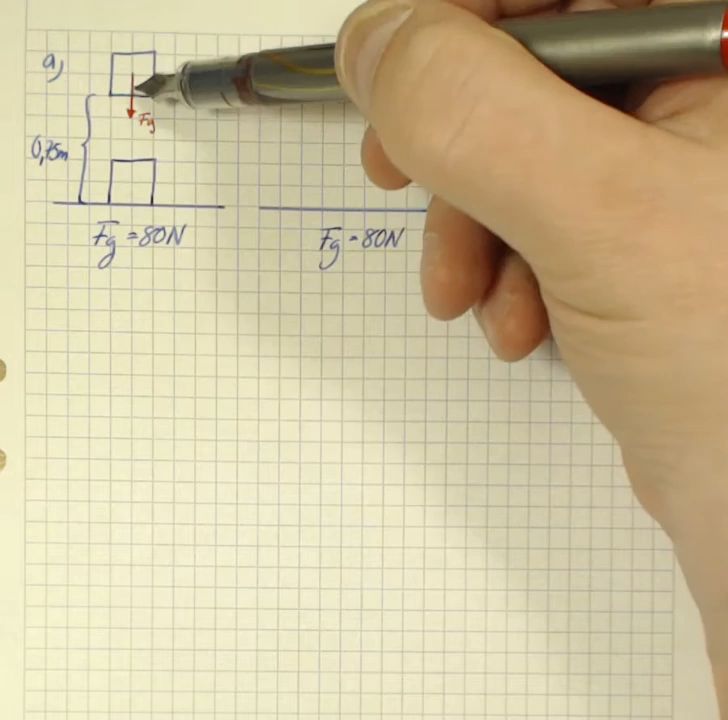 a)
Fg
0,75m
Fg = 80N
Fg = 80N